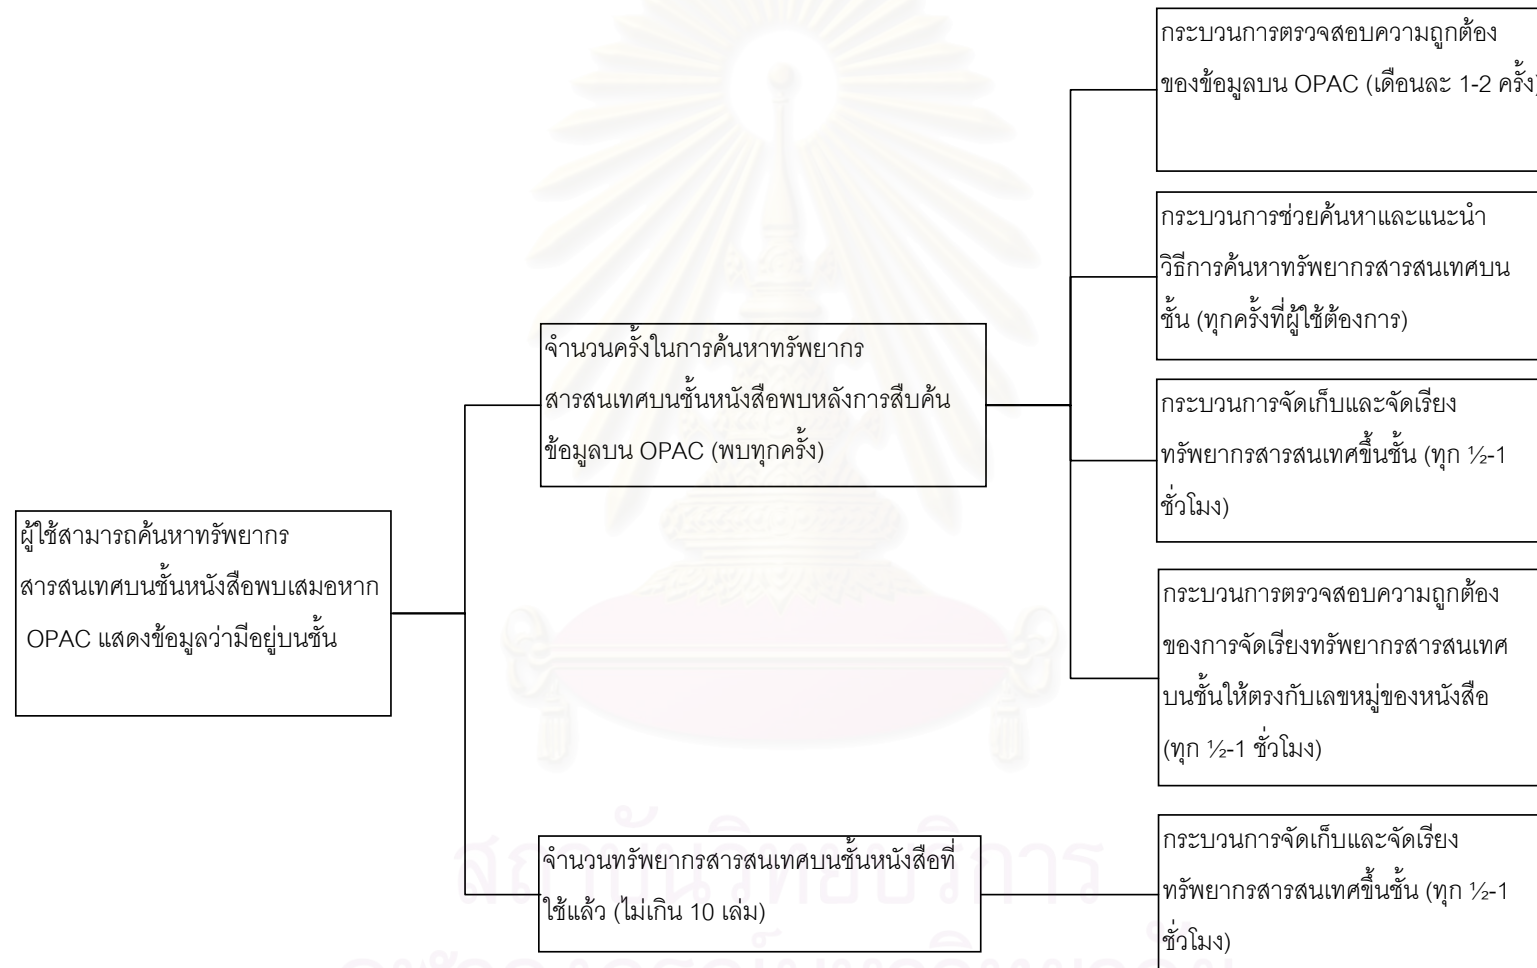 ผู้ใช้สามารถค้นหาทรัพยากร
สารสนเทศบนชั้นหนังสือพบเสมอหาก
OPAC แสดงข้อมูลว่ามีอยู่บนชั้น
จำนวนครั้งในการค้นหาทรัพยากร
สารสนเทศบนชั้นหนังสือพบหลังการสืบค้น
ข้อมูลบน OPAC (พบทุกครั้ง)
กระบวนการตรวจสอบความถูกต้อง
ของข้อมูลบน OPAC (เดือนละ 1-2 ครั้ง)
กระบวนการช่วยค้นหาและแนะนำ
วิธีการค้นหาทรัพยากรสารสนเทศบน
ชั้น (ทุกครั้งที่ผู้ใช้ต้องการ)
กระบวนการจัดเก็บและจัดเรียง
ทรัพยากรสารสนเทศขึ้นชั้น (ทุก ½-1
ชั่วโมง)
กระบวนการตรวจสอบความถูกต้อง
ของการจัดเรียงทรัพยากรสารสนเทศ
บนชั้นให้ตรงกับเลขหมู่ของหนังสือ
(ทุก ½-1 ชั่วโมง)
จำนวนทรัพยากรสารสนเทศบนชั้นหนังสือที่
ใช้แล้ว (ไม่เกิน 10 เล่ม)
กระบวนการจัดเก็บและจัดเรียง
ทรัพยากรสารสนเทศขึ้นชั้น (ทุก ½-1
ชั่วโมง)
สถาบันวิทยบริการ